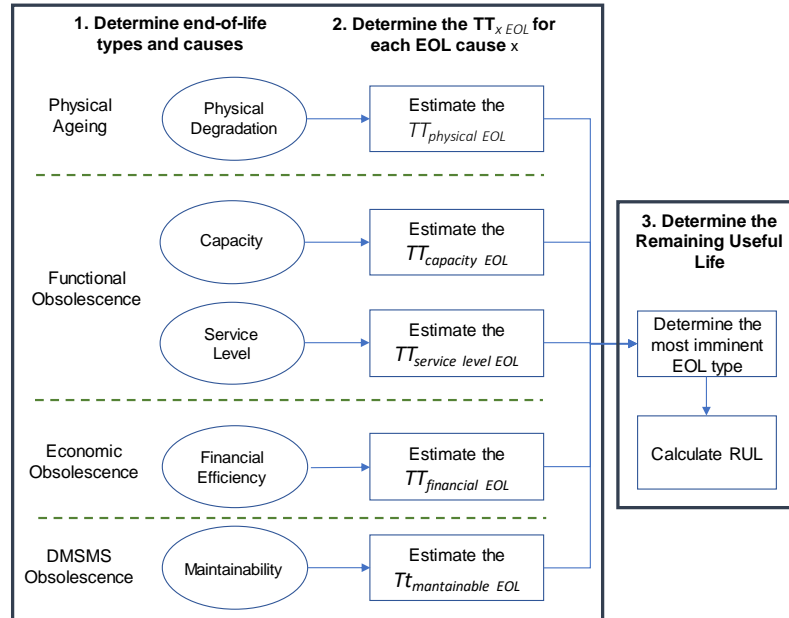 1. Determine end-of-life
types and causes
2. Determine the TTx EOL for
each EOL cause x
Physical
Ageing
Physical
Degradation
Estimate the
TTphysical EOL
Functional
Obsolescence
Capacity
Estimate the
TTcapacity EOL
Service
Level
Estimate the
TTservice level EOL
Economic
Obsolescence
Financial
Efficiency
Estimate the
TTfinancial EOL
DMSMS
Obsolescence
Maintainability
Estimate the
Ttmantainable EOL
3. Determine the
Remaining Useful
Life
Determine the
most imminent
EOL type
Calculate RUL